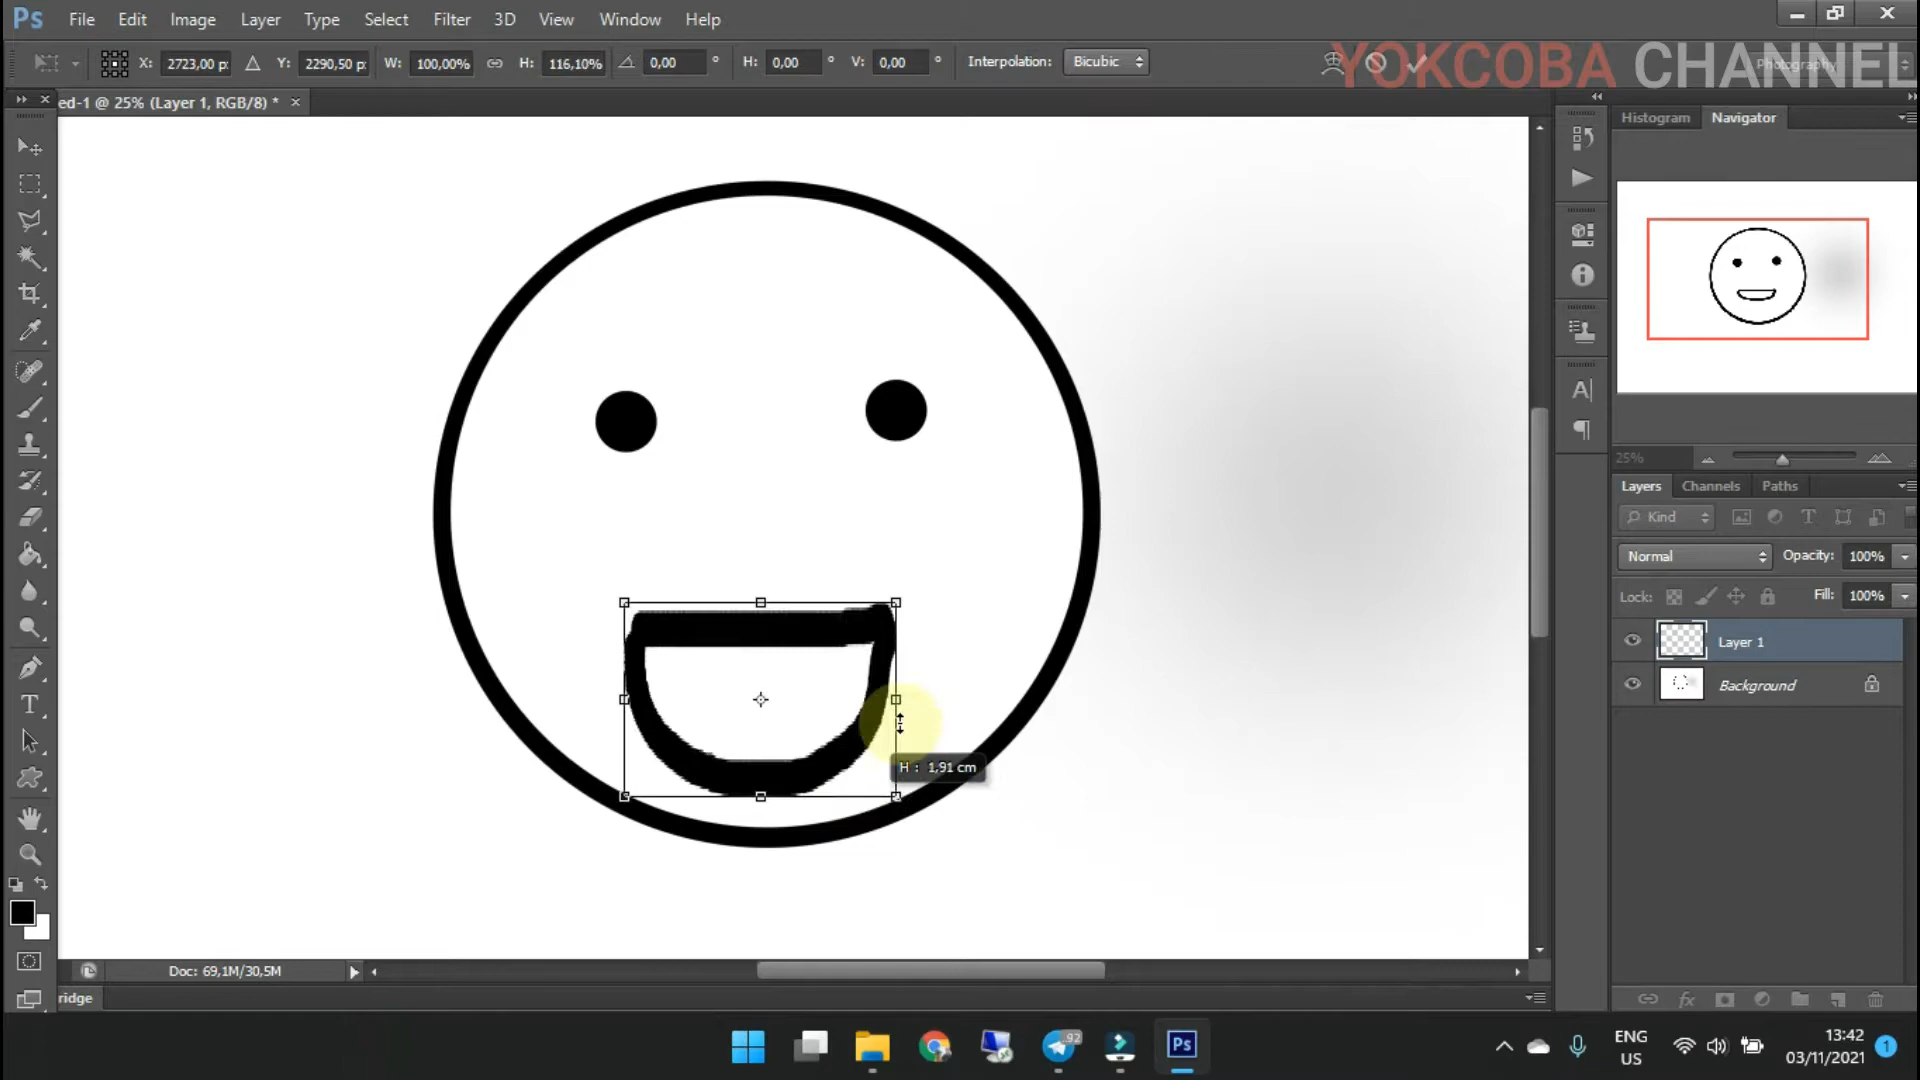 Ps File Edit Image Layer Type Select Filter 3D View Window Help
X: 2723,00 p: Y: 2290,50 p: W: 100,00% H: 116,10% 0,00 ° H: 0,00 ° V: 0,00 ° Interpolation: Bicubic
YOKCOBA CHANNEL
Photography
ed-1 @ 25% (Layer 1, RGB/8) * ×
Histogram Navigator
25%
Layers Channels Paths
Kind
Normal Opacity: 100%
Lock: Fill: 100%
Layer 1
Background
H : 1,91 cm
Doc: 69,1M/30,5M
ridge
92
Ps
ENG
US
13:42
03/11/2021
1